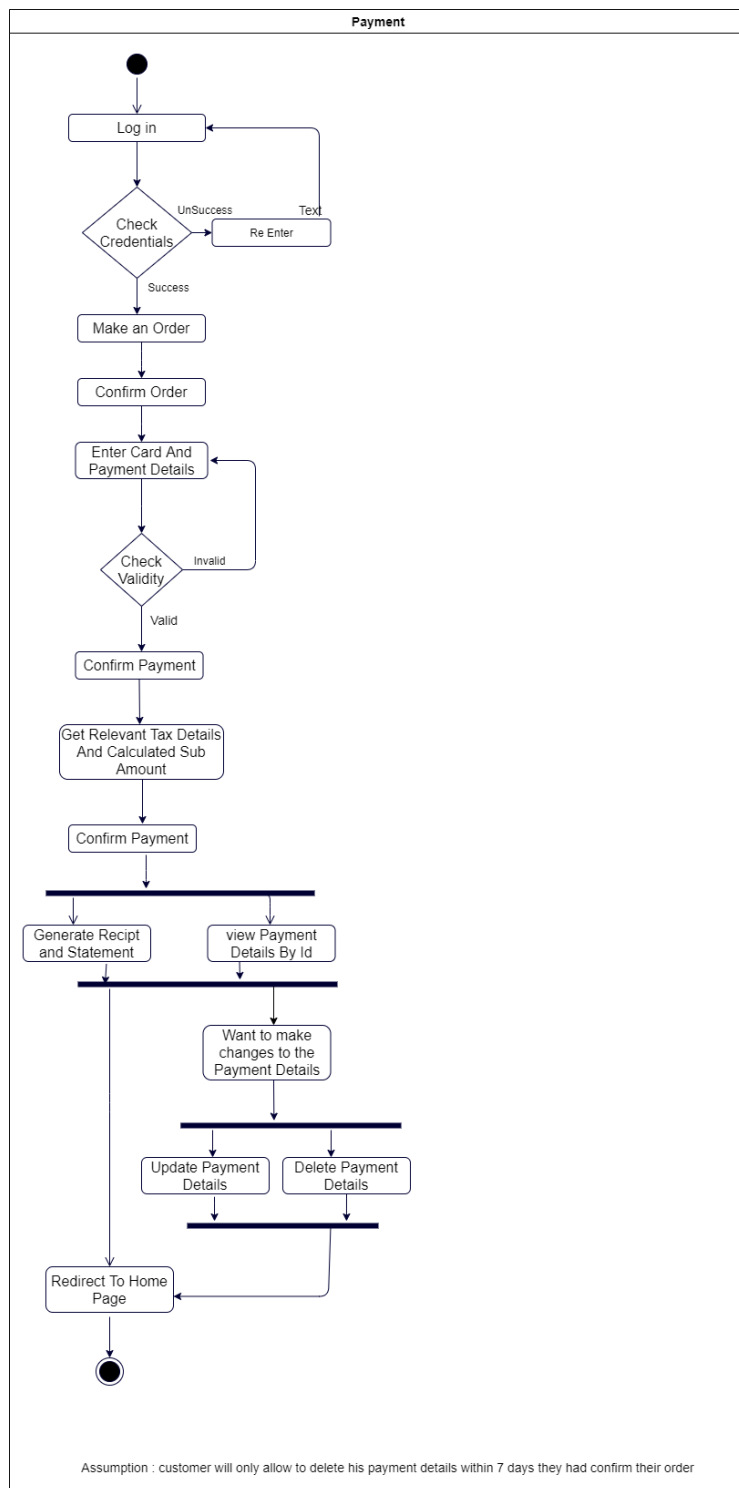 Payment
Log in
UnSuccess
Text
Check
Credentials
Re Enter
Success
Make an Order
Confirm Order
Enter Card And
Payment Details
Check
Validity
Invalid
Valid
Confirm Payment
Get Relevant Tax Details
And Calculated Sub
Amount
Confirm Payment
Generate Recipt
and Statement
view Payment
Details By Id
Want to make
changes to the
Payment Details
Update Payment
Details
Delete Payment
Details
Redirect To Home
Page
Assumption : customer will only allow to delete his payment details within 7 days they had confirm their order